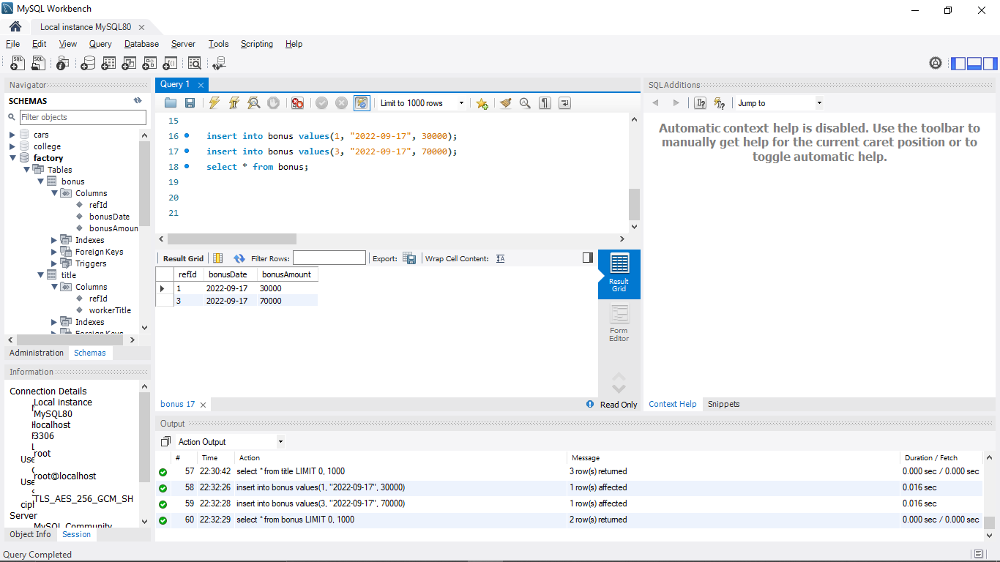 MySQL Workbench
Local instance MySQL80
File Edit View Query Database Server Tools Scripting Help
Navigator
SCHEMAS
Filter objects
cars
college
factory
Tables
bonus
Columns
refId
bonusDate
bonusAmoun
Indexes
Foreign Keys
Triggers
title
Columns
refId
workerTitle
Indexes
Foreign Keys
Administration Schemas
Information
Connection Details
Local instance
MySQL80
localhost
3306
root
Use
root@localhost
Use
TLS_AES_256_GCM_SH
ciph
Server
MySQL Community
Object Info Session
Query 1
Limit to 1000 rows
15
16 insert into bonus values(1, "2022-09-17", 30000);
17 insert into bonus values(3, "2022-09-17", 70000);
18 select * from bonus;
19
20
21
Result Grid Filter Rows: Export: Wrap Cell Content:
refId bonusDate bonusAmount
1 2022-09-17 30000
3 2022-09-17 70000
Result
Grid
Form
Editor
bonus 17 Read Only
SQLAdditions
Jump to
Automatic context help is disabled. Use the toolbar to
manually get help for the current caret position or to
toggle automatic help.
Context Help Snippets
Output
Action Output
# Time Action Message Duration / Fetch
57 22:30:42 select * from title LIMIT 0, 1000 3 row(s) returned 0.000 sec / 0.000 sec
58 22:32:26 insert into bonus values(1, "2022-09-17", 30000) 1 row(s) affected 0.016 sec
59 22:32:28 insert into bonus values(3, "2022-09-17", 70000) 1 row(s) affected 0.016 sec
60 22:32:29 select * from bonus LIMIT 0, 1000 2 row(s) returned 0.000 sec / 0.000 sec
Query Completed